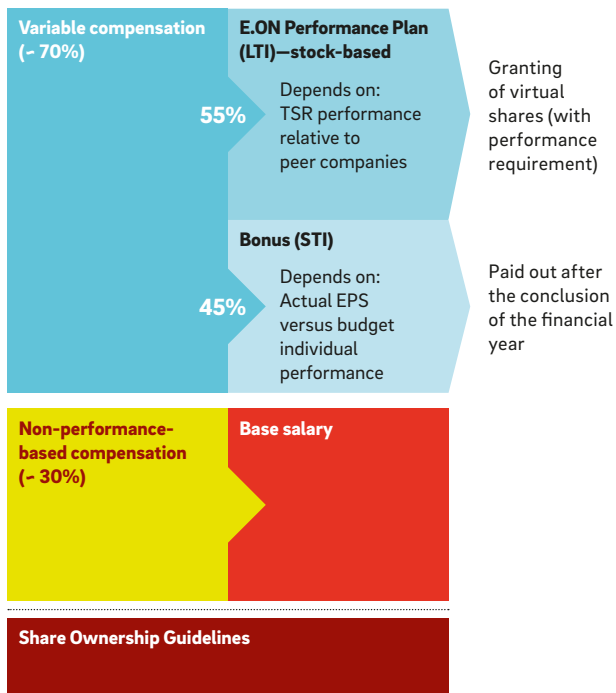 Variable compensation
(~ 70%)
55%
45%
E.ON Performance Plan
(LTI)—stock-based
Depends on:
TSR performance
relative to
peer companies
Granting
of virtual
shares (with
performance
requirement)
Bonus (STI)
Depends on:
Actual EPS
versus budget
individual
performance
Paid out after
the conclusion
of the financial
year
Non-performance-
based compensation
(~ 30%)
Base salary
Share Ownership Guidelines